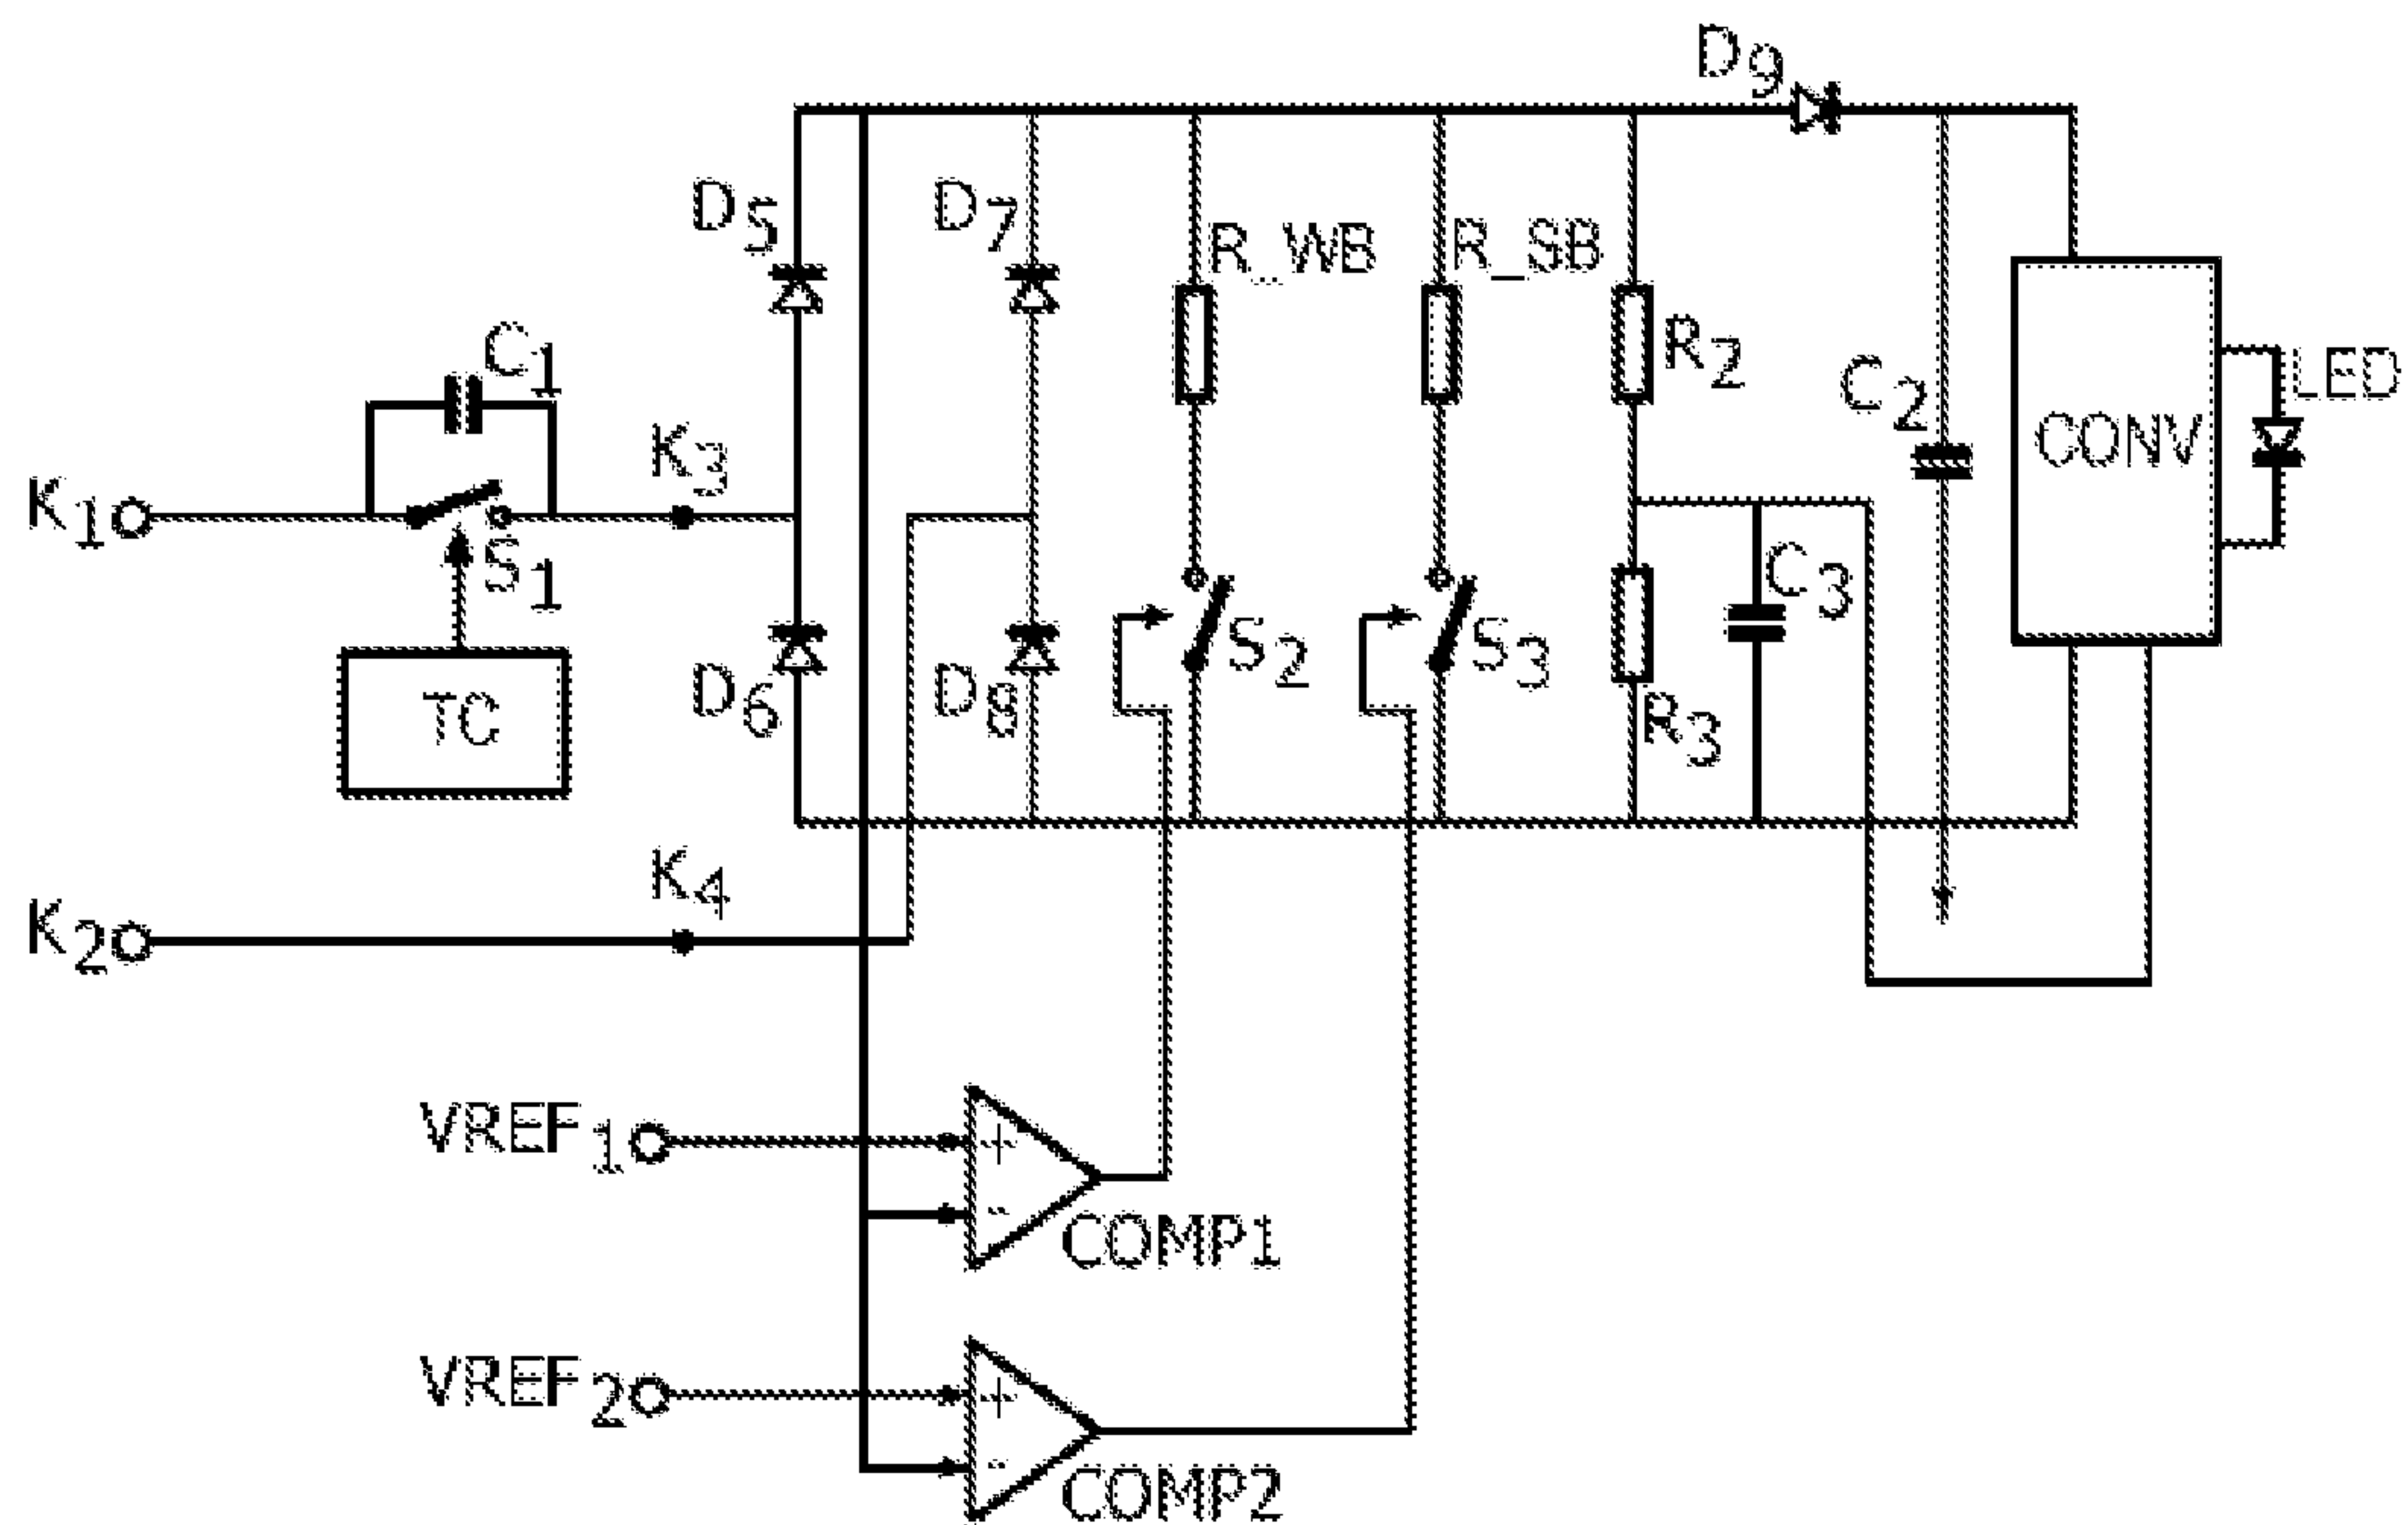 D9
D5
D7
R_WB
R_SB
R2
C1
C2
LED
CONV
K3
K1
S1
C3
S2
S3
TC
D6
D8
R3
K4
K2
VREF1
+
-
COMP1
VREF2
+
-
COMP2